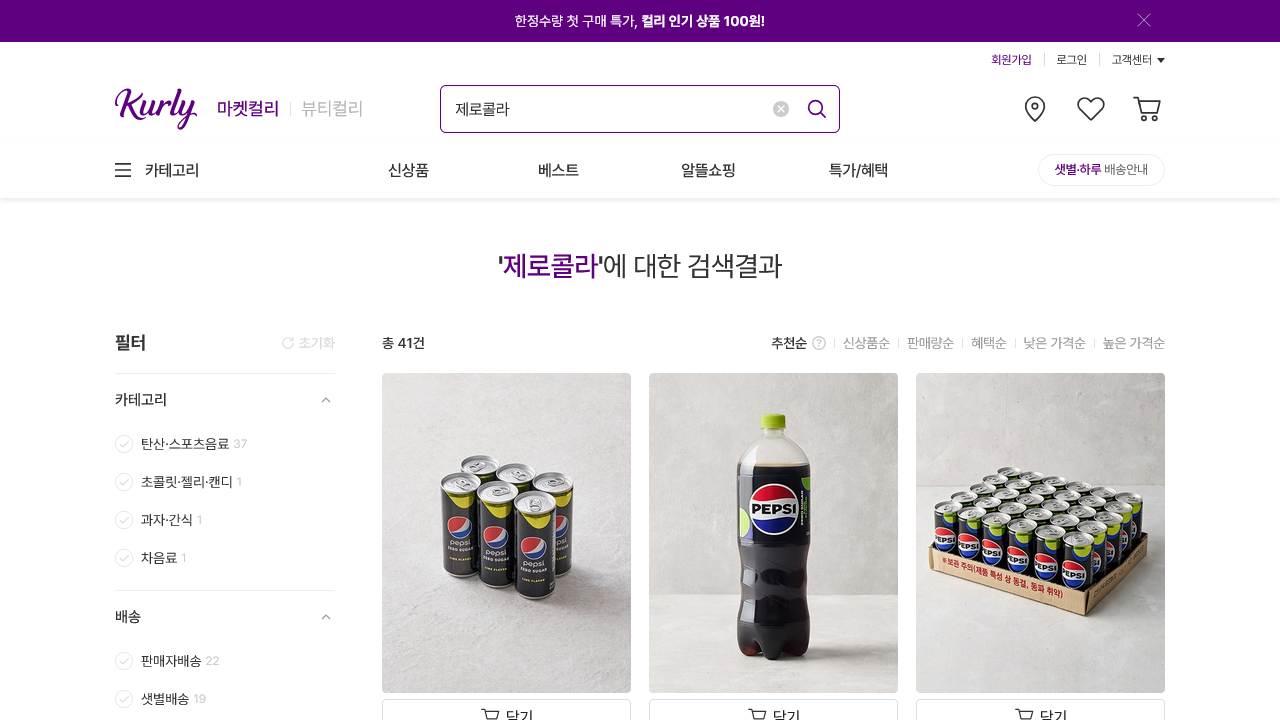 한정수량 첫 구매 특가, 컬리 인기 상품 100원!
회원가입 로그인 고객센터
Kurly 마켓컬리 뷰티컬리 제로콜라
카테고리 신상품 베스트 알뜰쇼핑 특가/혜택 샛별·하루 배송안내
'제로콜라'에 대한 검색결과
필터 초기화
총 41건 추천순 신상품순 판매량순 혜택순 낮은 가격순 높은 가격순
카테고리
탄산·스포츠음료 37
초콜릿·젤리·캔디 1
과자·간식 1
차음료 1
배송
판매자배송 22
샛별배송 19
pepsi
ZERO SUGAR
LIME FLAVOR
PEPSI
※보관 주의(제품 특성 상 동결, 동파 취약)
담기 담기 담기